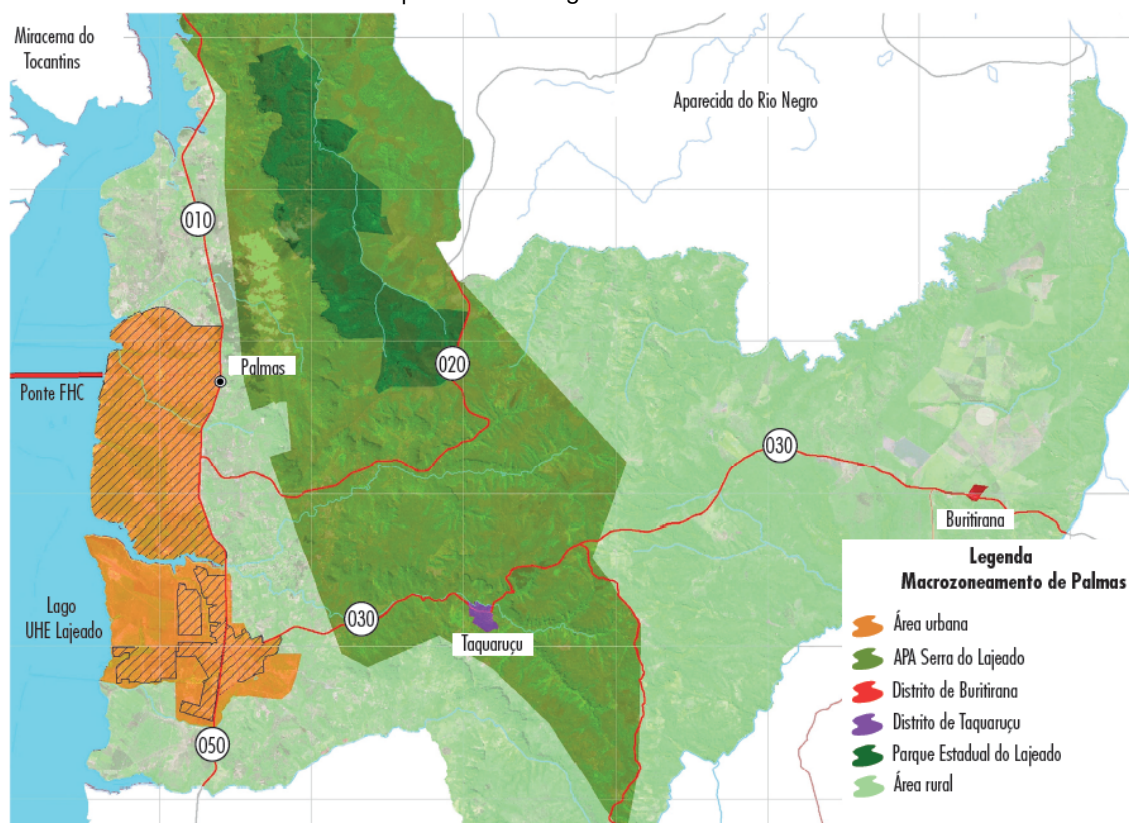 Miracema do
Tocantins
Aparecida do Rio Negro
010
Palmas
020
Ponte FHC
030
Buritirana
Lago
UHE Lajeado
030
Taquaruçu
050
Legenda
Macrozoneamento de Palmas
Área urbana
APA Serra do Lajeado
Distrito de Buritirana
Distrito de Taquaruçu
Parque Estadual do Lajeado
Área rural